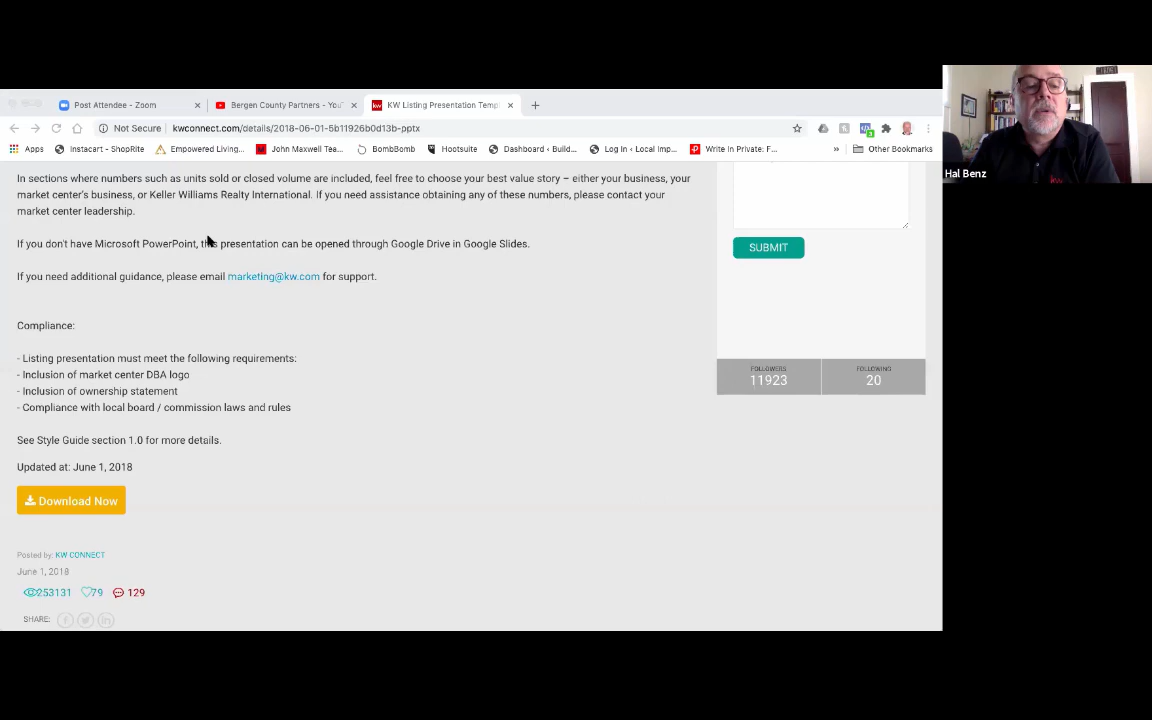 Post Attendee - Zoom
Bergen County Partners - You
KW Listing Presentation Temp
Not Secure
kwconnect.com/details/2018-06-01-5b11926b0d13b-pptx
Apps
Instacart - ShopRite
Empowered Living...
John Maxwell Tea...
BombBomb
Hootsuite
Dashboard ‹ Build...
Log In ‹ Local Imp...
Write In Private: F...
»
Other Bookmarks
In sections where numbers such as units sold or closed volume are included, feel free to choose your best value story – either your business, your
market center's business, or Keller Williams Realty International. If you need assistance obtaining any of these numbers, please contact your
market center leadership.
If you don't have Microsoft PowerPoint, this presentation can be opened through Google Drive in Google Slides.
If you need additional guidance, please email marketing@kw.com for support.
Compliance:
- Listing presentation must meet the following requirements:
- Inclusion of market center DBA logo
- Inclusion of ownership statement
- Compliance with local board / commission laws and rules
See Style Guide section 1.0 for more details.
Updated at: June 1, 2018
Download Now
Posted by: KW CONNECT
June 1, 2018
253131 79 129
SHARE:
SUBMIT
FOLLOWERS
11923
FOLLOWING
20
Hal Benz